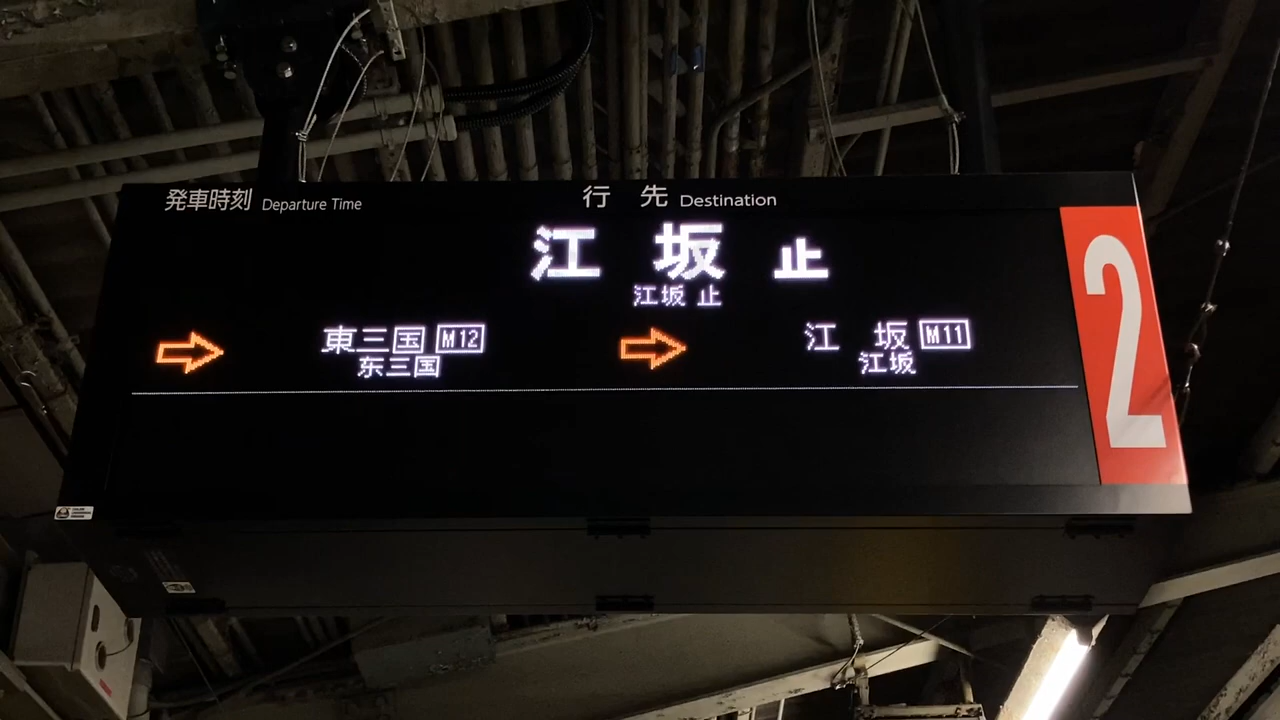 発車時刻 Departure Time 行先 Destination
江坂止
江坂 止
東三国 M12 江坂 M11
东三国 江坂
2